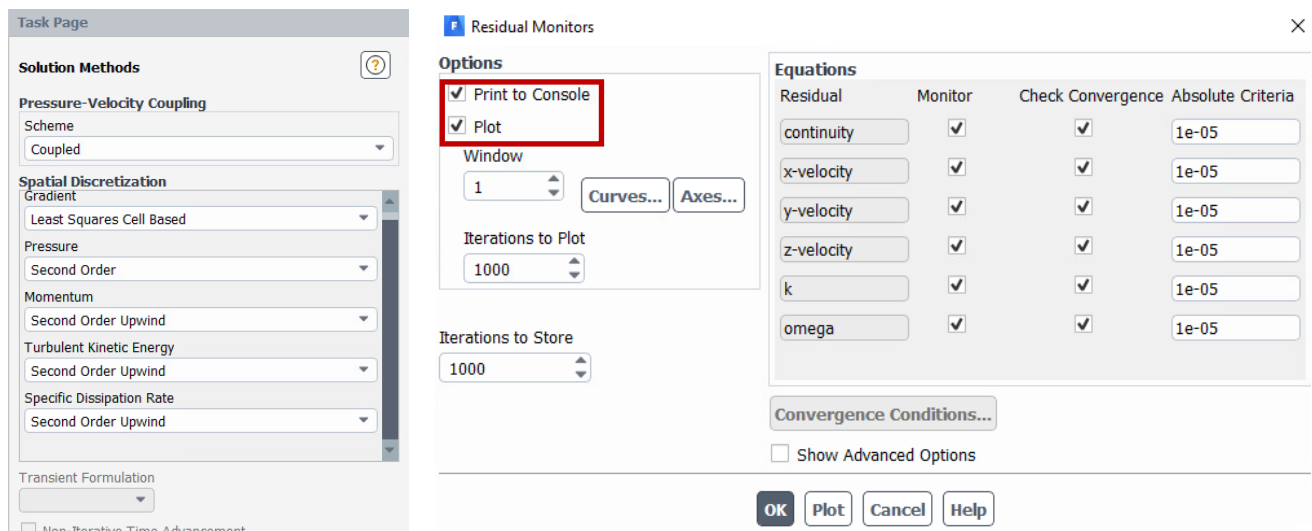 Task Page
Solution Methods
?
Pressure-Velocity Coupling
Scheme
Coupled
Spatial Discretization
Gradient
Least Squares Cell Based
Pressure
Second Order
Momentum
Second Order Upwind
Turbulent Kinetic Energy
Second Order Upwind
Specific Dissipation Rate
Second Order Upwind
Transient Formulation
Non-Iterative Time Advancement
F Residual Monitors
Options
Print to Console
Plot
Window
1
Curves... Axes...
Iterations to Plot
1000
Iterations to Store
1000
Equations
Residual Monitor Check Convergence Absolute Criteria
continuity 1e-05
x-velocity 1e-05
y-velocity 1e-05
z-velocity 1e-05
k 1e-05
omega 1e-05
Convergence Conditions...
Show Advanced Options
OK Plot Cancel Help